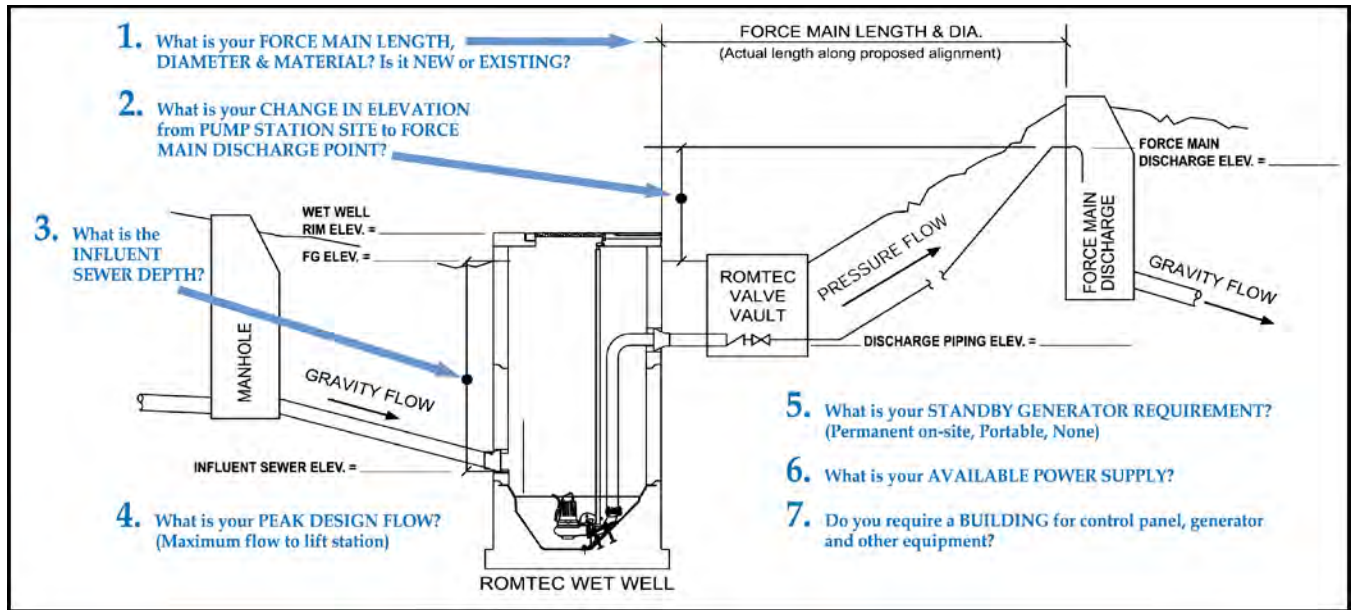 1. What is your FORCE MAIN LENGTH,
DIAMETER & MATERIAL? Is it NEW or EXISTING?
FORCE MAIN LENGTH & DIA.
(Actual length along proposed alignment)
2. What is your CHANGE IN ELEVATION
from PUMP STATION SITE to FORCE
MAIN DISCHARGE POINT?
FORCE MAIN
DISCHARGE ELEV. =
3. What is the
INFLUENT
SEWER DEPTH?
WET WELL
RIM ELEV. =
FG ELEV. =
MANHOLE
GRAVITY FLOW
INFLUENT SEWER ELEV. =
ROMTEC
VALVE
VAULT
PRESSURE FLOW
FORCE MAIN
DISCHARGE
GRAVITY FLOW
DISCHARGE PIPING ELEV. =
4. What is your PEAK DESIGN FLOW?
(Maximum flow to lift station)
ROMTEC WET WELL
5. What is your STANDBY GENERATOR REQUIREMENT?
(Permanent on-site, Portable, None)
6. What is your AVAILABLE POWER SUPPLY?
7. Do you require a BUILDING for control panel, generator
and other equipment?